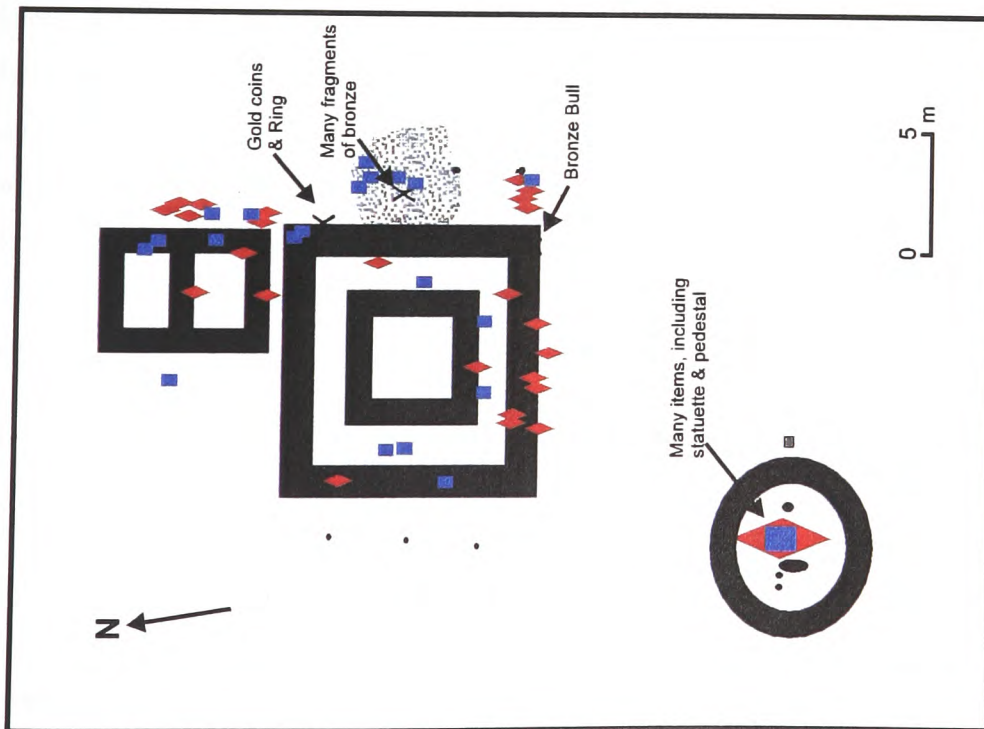 Gold coins
& Ring
Many fragments
of bronze
Bronze Bull
0 5 m
Many items, including
statuette & pedestal
N